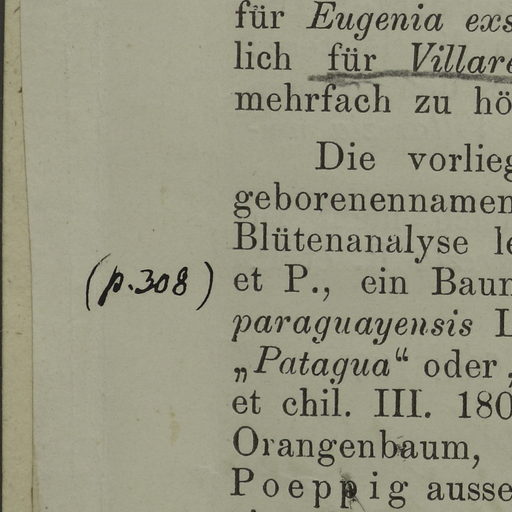 für Eugenia exs
lich für Villar
mehrfach zu hö
Die vorlieg
geborenennamen
Blütenanalyse le
(p.308) et P., ein Baum
paraguayensis L
„Patagua“ oder „
et chil. III. 180
Orangenbaum,
Poeppig ausse